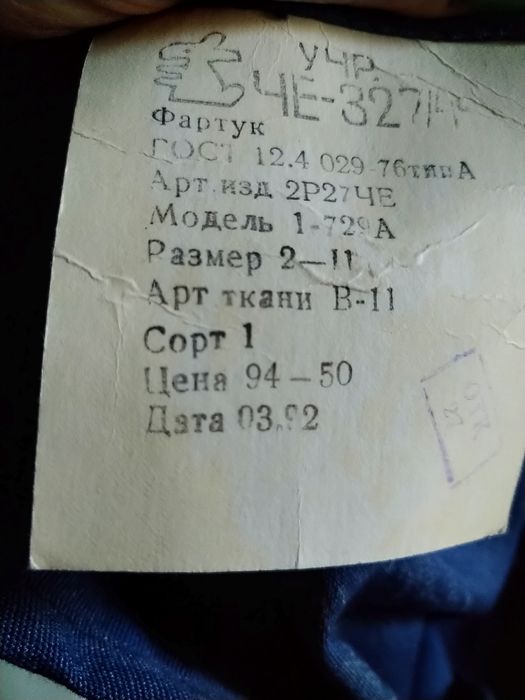 учр.
ЧЕ-327/
Фартук
ГОСТ 12.4 029-76типА
Арт.изд 2Р27ЧЕ
Модель 1-729А
Размер 2—11
Арт ткани В-11
Сорт 1
Цена 94-50
Дата 03.92